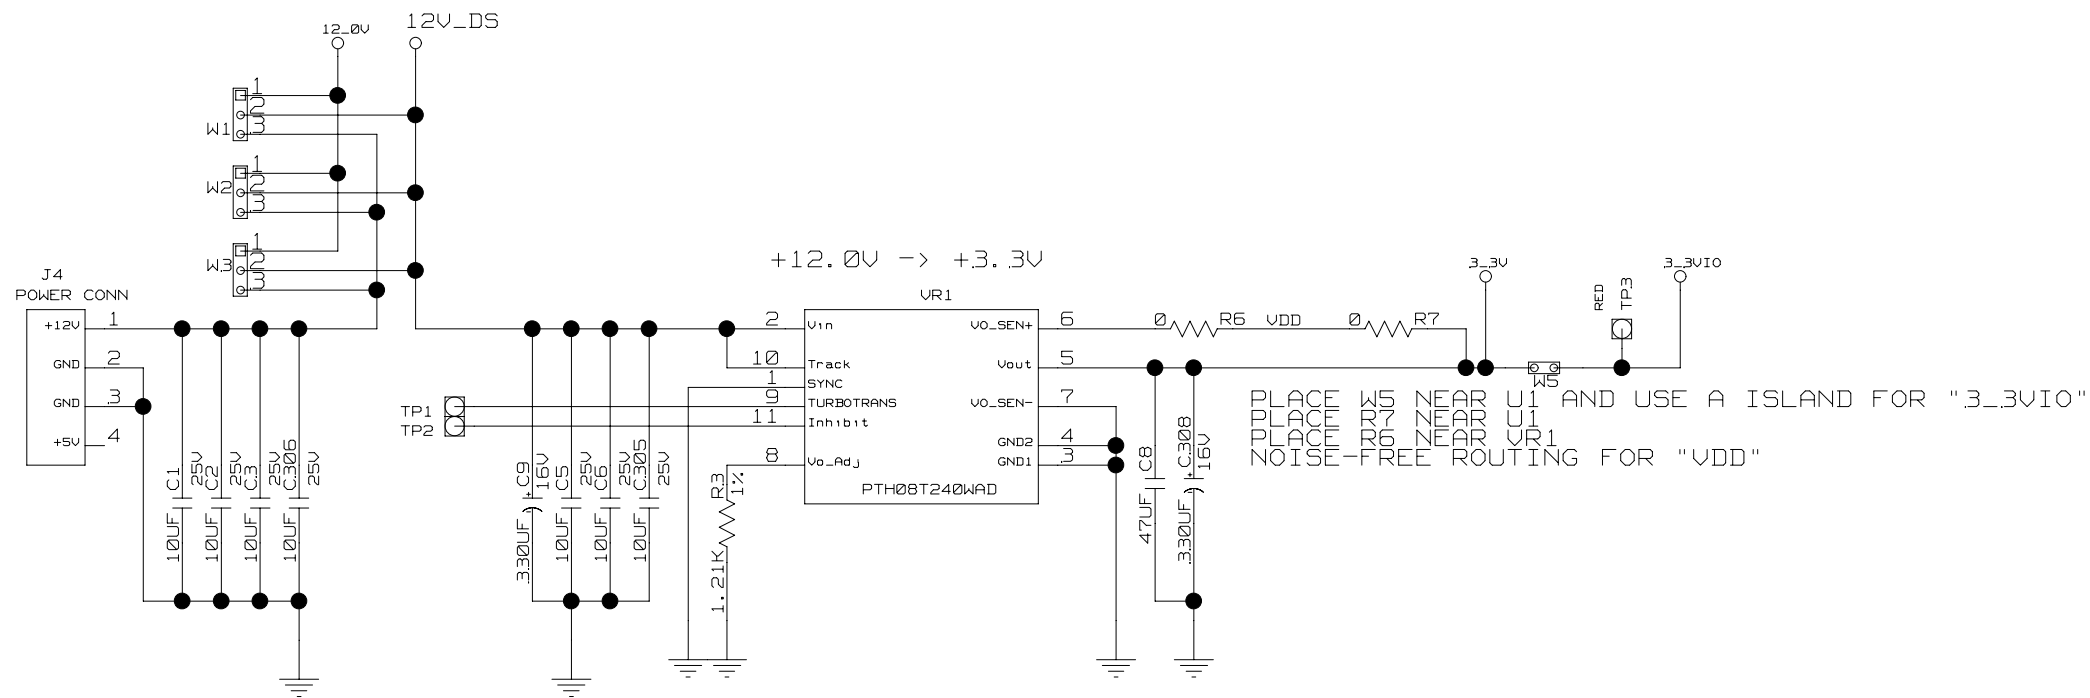 12_0V
12V_DS
1
2
3
W1
1
2
3
W2
1
2
3
W3
J4
POWER CONN
+12V 1
GND 2
GND 3
+5V 4
C1
25V
10UF
C2
25V
10UF
C3
25V
10UF
C306
25V
10UF
TP1
TP2
C9
16V
+
330UF
C5
25V
10UF
C6
25V
10UF
C305
25V
10UF
R3
1%
1.21K
+12.0V -> +3.3V
VR1
2 Vin
10 Track
1 SYNC
9 TURBOTRANS
11 Inhibit
8 Vo_Adj
VO_SEN+ 6
Vout 5
VO_SEN- 7
GND2 4
GND1 3
PTH08T240WAD
0 R6 VDD 0 R7
C8
47UF
C308
16V
+
330UF
3_3V
W5
RED
TP3
3_3VIO
PLACE W5 NEAR U1 AND USE A ISLAND FOR "3_3VIO"
PLACE R7 NEAR U1
PLACE R6 NEAR VR1
NOISE-FREE ROUTING FOR "VDD"